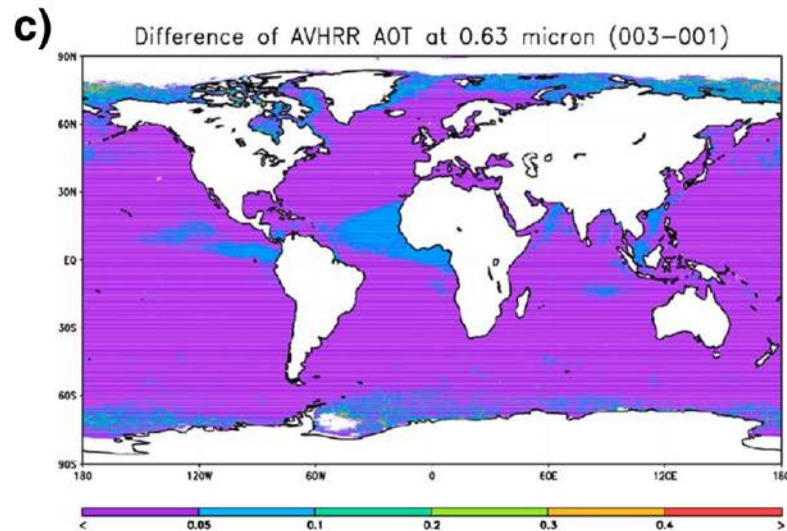 c)
Difference of AVHRR AOT at 0.63 micron (003-001)
90N
60N
30N
EQ
30S
60S
90S
180 120W 60W 0 60E 120E 180
< 0.05 0.1 0.2 0.3 0.4 >